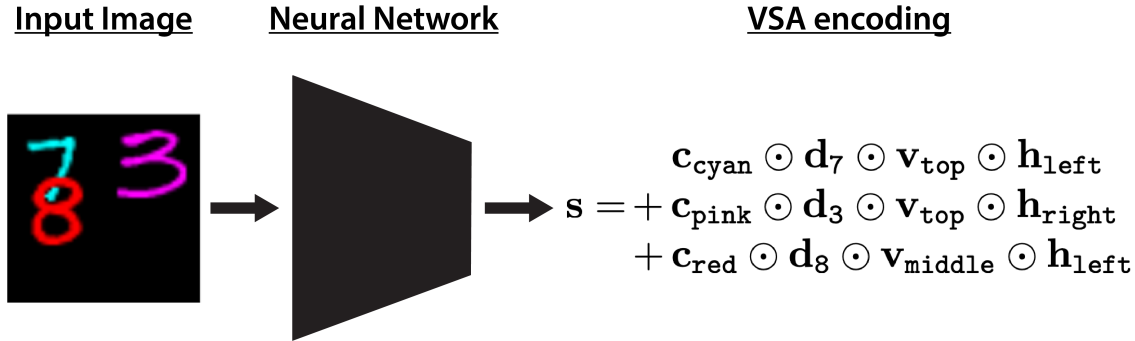 Input Image
Neural Network
VSA encoding
7 3
8
c_cyan ⊙ d_7 ⊙ v_top ⊙ h_left
s = + c_pink ⊙ d_3 ⊙ v_top ⊙ h_right
+ c_red ⊙ d_8 ⊙ v_middle ⊙ h_left